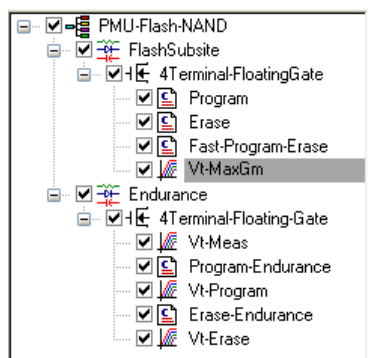 PMU-Flash-NAND
FlashSubsite
4Terminal-FloatingGate
Program
Erase
Fast-Program-Erase
Vt-MaxGm
Endurance
4Terminal-Floating-Gate
Vt-Meas
Program-Endurance
Vt-Program
Erase-Endurance
Vt-Erase